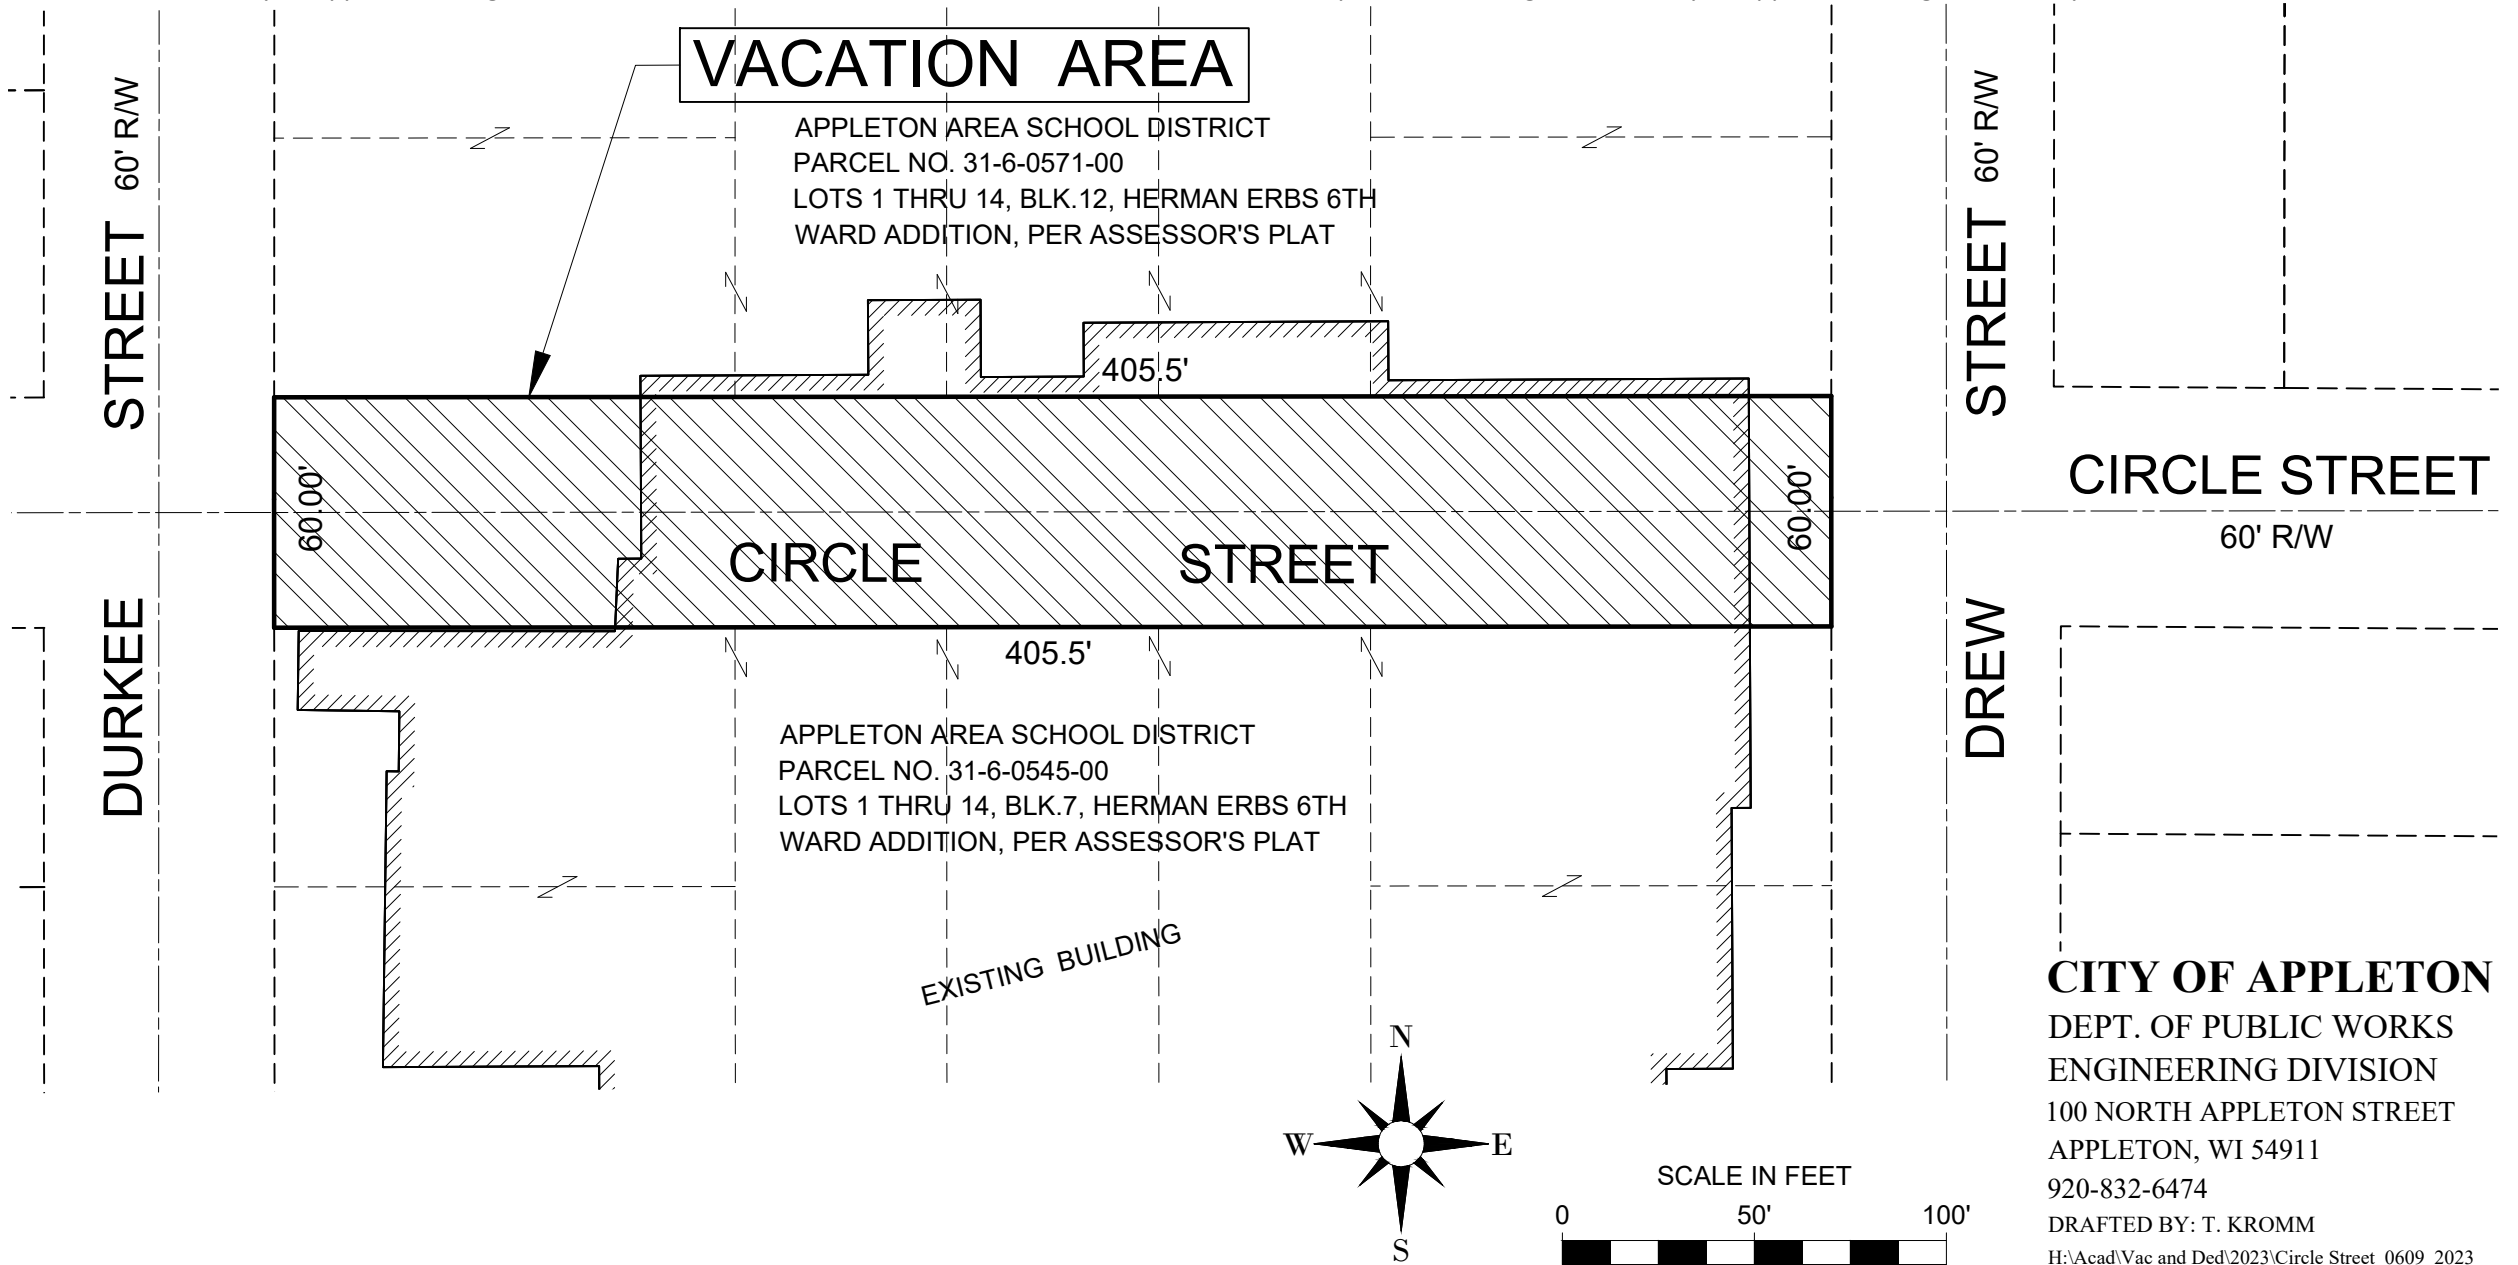 VACATION AREA
APPLETON AREA SCHOOL DISTRICT
PARCEL NO. 31-6-0571-00
LOTS 1 THRU 14, BLK.12, HERMAN ERBS 6TH
WARD ADDITION, PER ASSESSOR'S PLAT
STREET 60' R/W
DURKEE
405.5'
60.00'
CIRCLE STREET
60.00'
405.5'
STREET 60' R/W
DREW
CIRCLE STREET
60' R/W
APPLETON AREA SCHOOL DISTRICT
PARCEL NO. 31-6-0545-00
LOTS 1 THRU 14, BLK.7, HERMAN ERBS 6TH
WARD ADDITION, PER ASSESSOR'S PLAT
EXISTING BUILDING
N
W
E
S
SCALE IN FEET
0 50' 100'
CITY OF APPLETON
DEPT. OF PUBLIC WORKS
ENGINEERING DIVISION
100 NORTH APPLETON STREET
APPLETON, WI 54911
920-832-6474
DRAFTED BY: T. KROMM
H:\Acad\Vac and Ded\2023\Circle Street_0609_2023